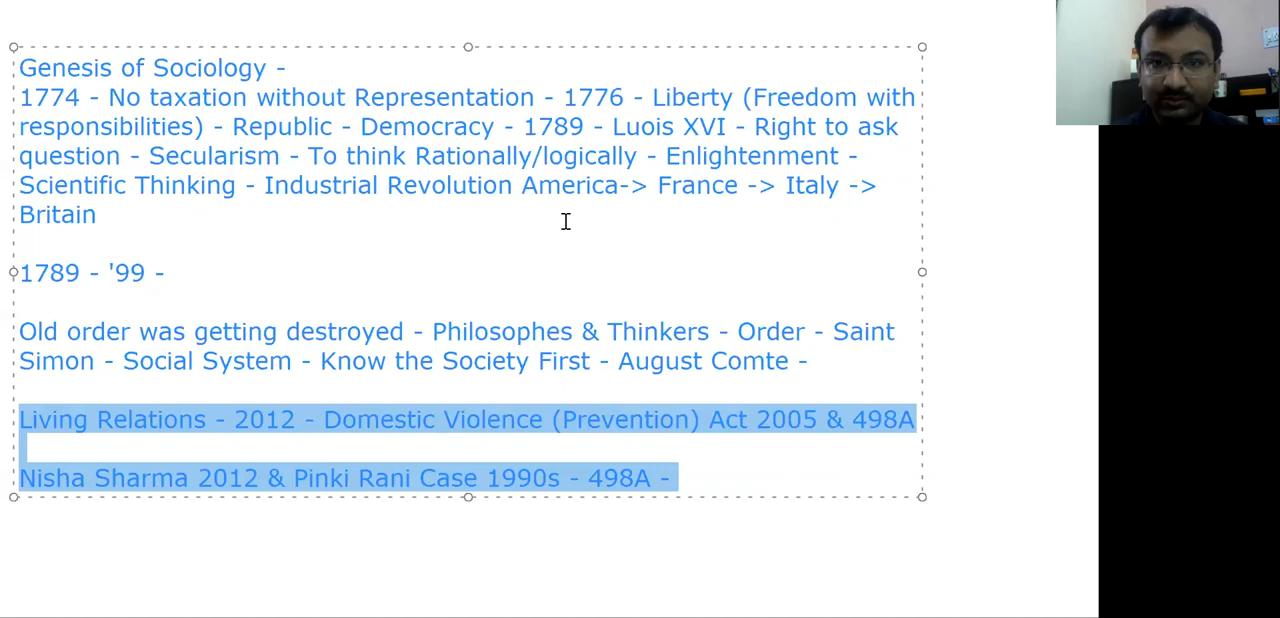 Genesis of Sociology -
1774 - No taxation without Representation - 1776 - Liberty (Freedom with
responsibilities) - Republic - Democracy - 1789 - Luois XVI - Right to ask
question - Secularism - To think Rationally/logically - Enlightenment -
Scientific Thinking - Industrial Revolution America-> France -> Italy ->
Britain
1789 - '99 -
Old order was getting destroyed - Philosophes & Thinkers - Order - Saint
Simon - Social System - Know the Society First - August Comte -
Living Relations - 2012 - Domestic Violence (Prevention) Act 2005 & 498A
Nisha Sharma 2012 & Pinki Rani Case 1990s - 498A -